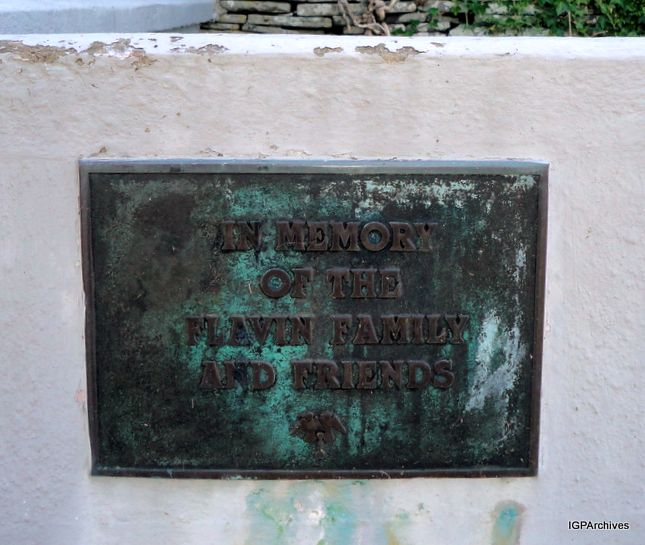 IN MEMORY
OF THE
FLAVIN FAMILY
AND FRIENDS
IGPArchives